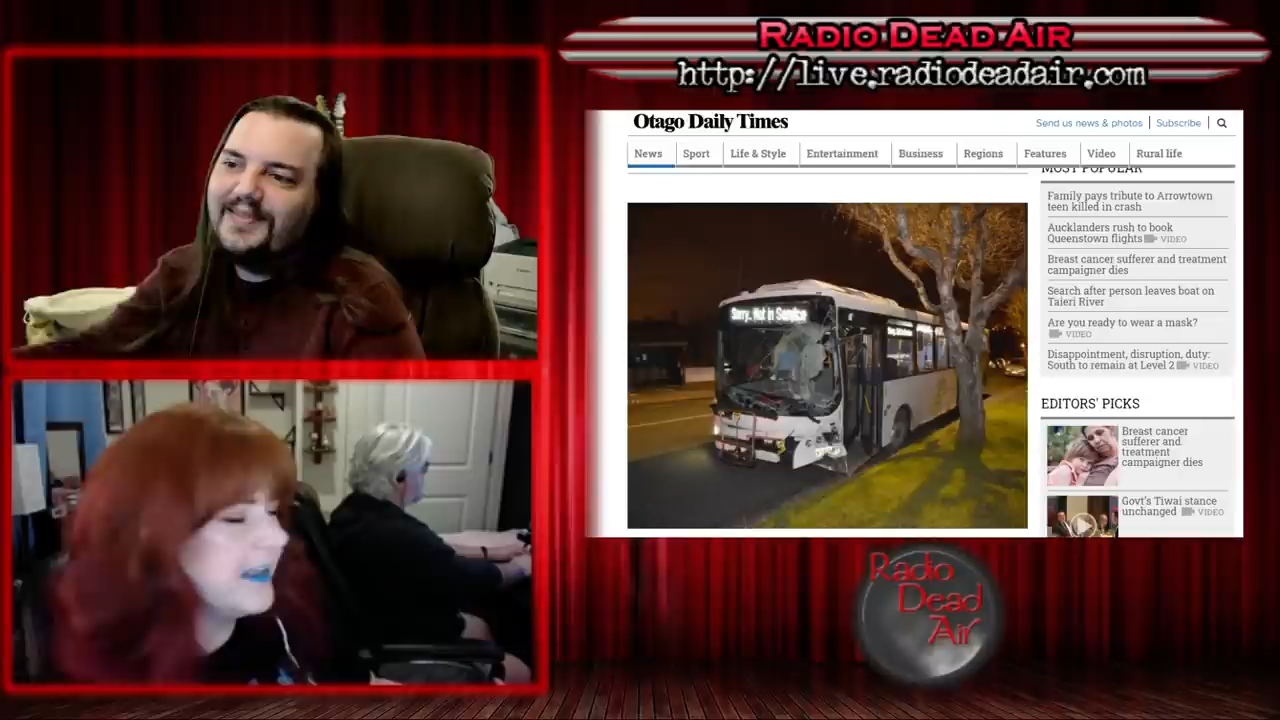 RADIO DEAD AIR
http://live.radiodeadair.com
Otago Daily Times
Send us news & photos
Subscribe
News
Sport
Life & Style
Entertainment
Business
Regions
Features
Video
Rural life
MOST POPULAR
Family pays tribute to Arrowtown
teen killed in crash
Aucklanders rush to book
Queenstown flights VIDEO
Breast cancer sufferer and treatment
campaigner dies
Search after person leaves boat on
Taieri River
Are you ready to wear a mask?
VIDEO
Disappointment, disruption, duty:
South to remain at Level 2 VIDEO
EDITORS' PICKS
Breast cancer
sufferer and
treatment
campaigner dies
Govt's Tiwai stance
unchanged VIDEO
Sorry.. Not in Service
Radio
Dead
Air